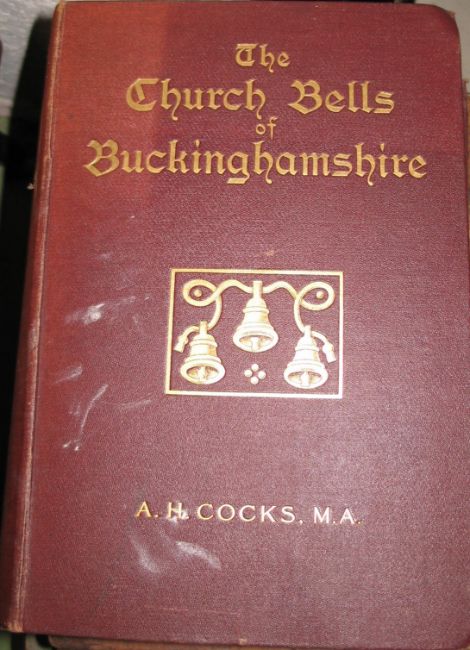 The
Church Bells
of
Buckinghamshire
A. H. COCKS, M.A.